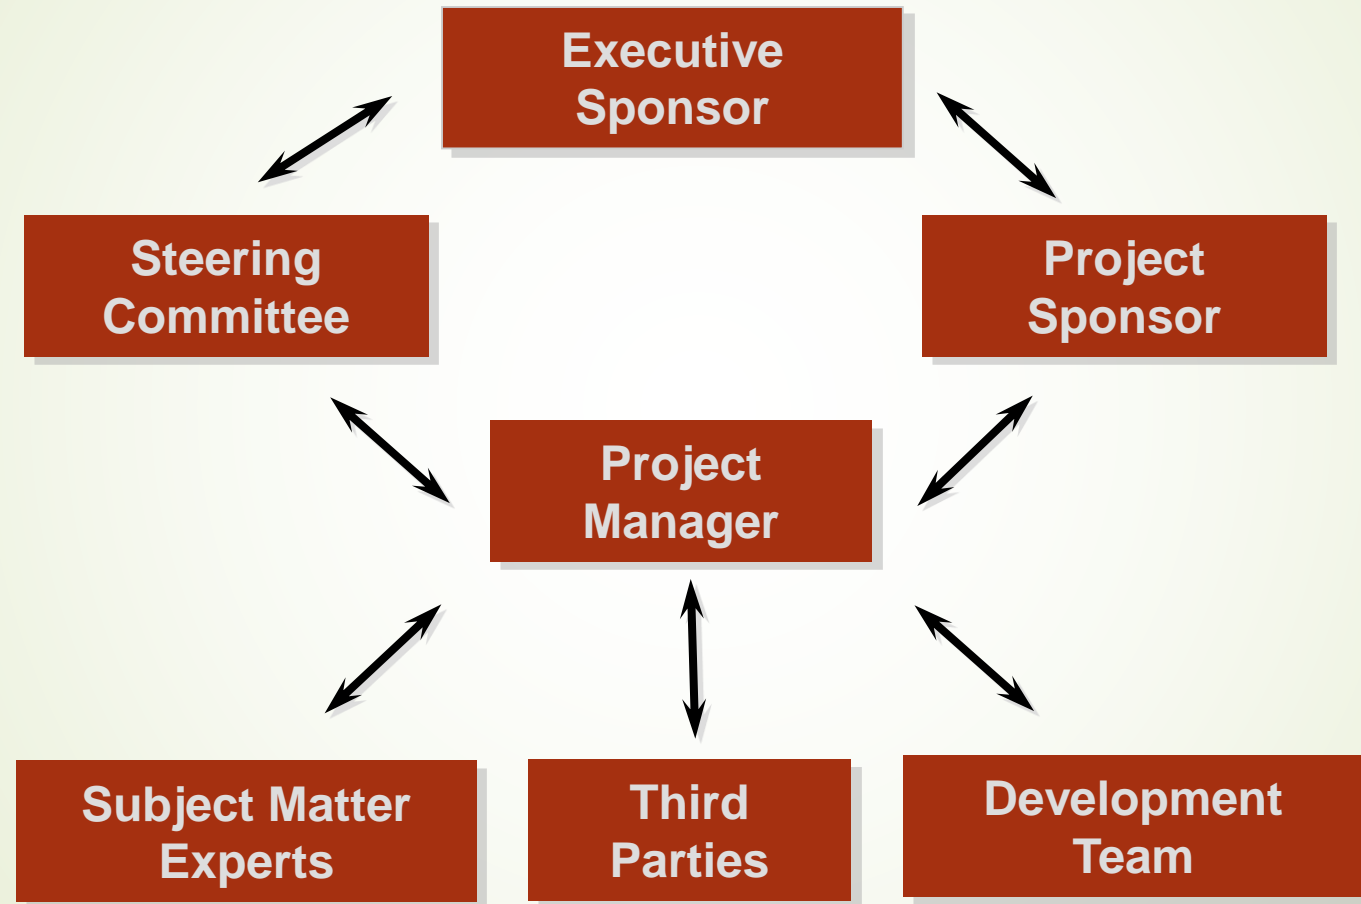 Executive
Sponsor
Steering
Committee
Project
Sponsor
Project
Manager
Subject Matter
Experts
Third
Parties
Development
Team